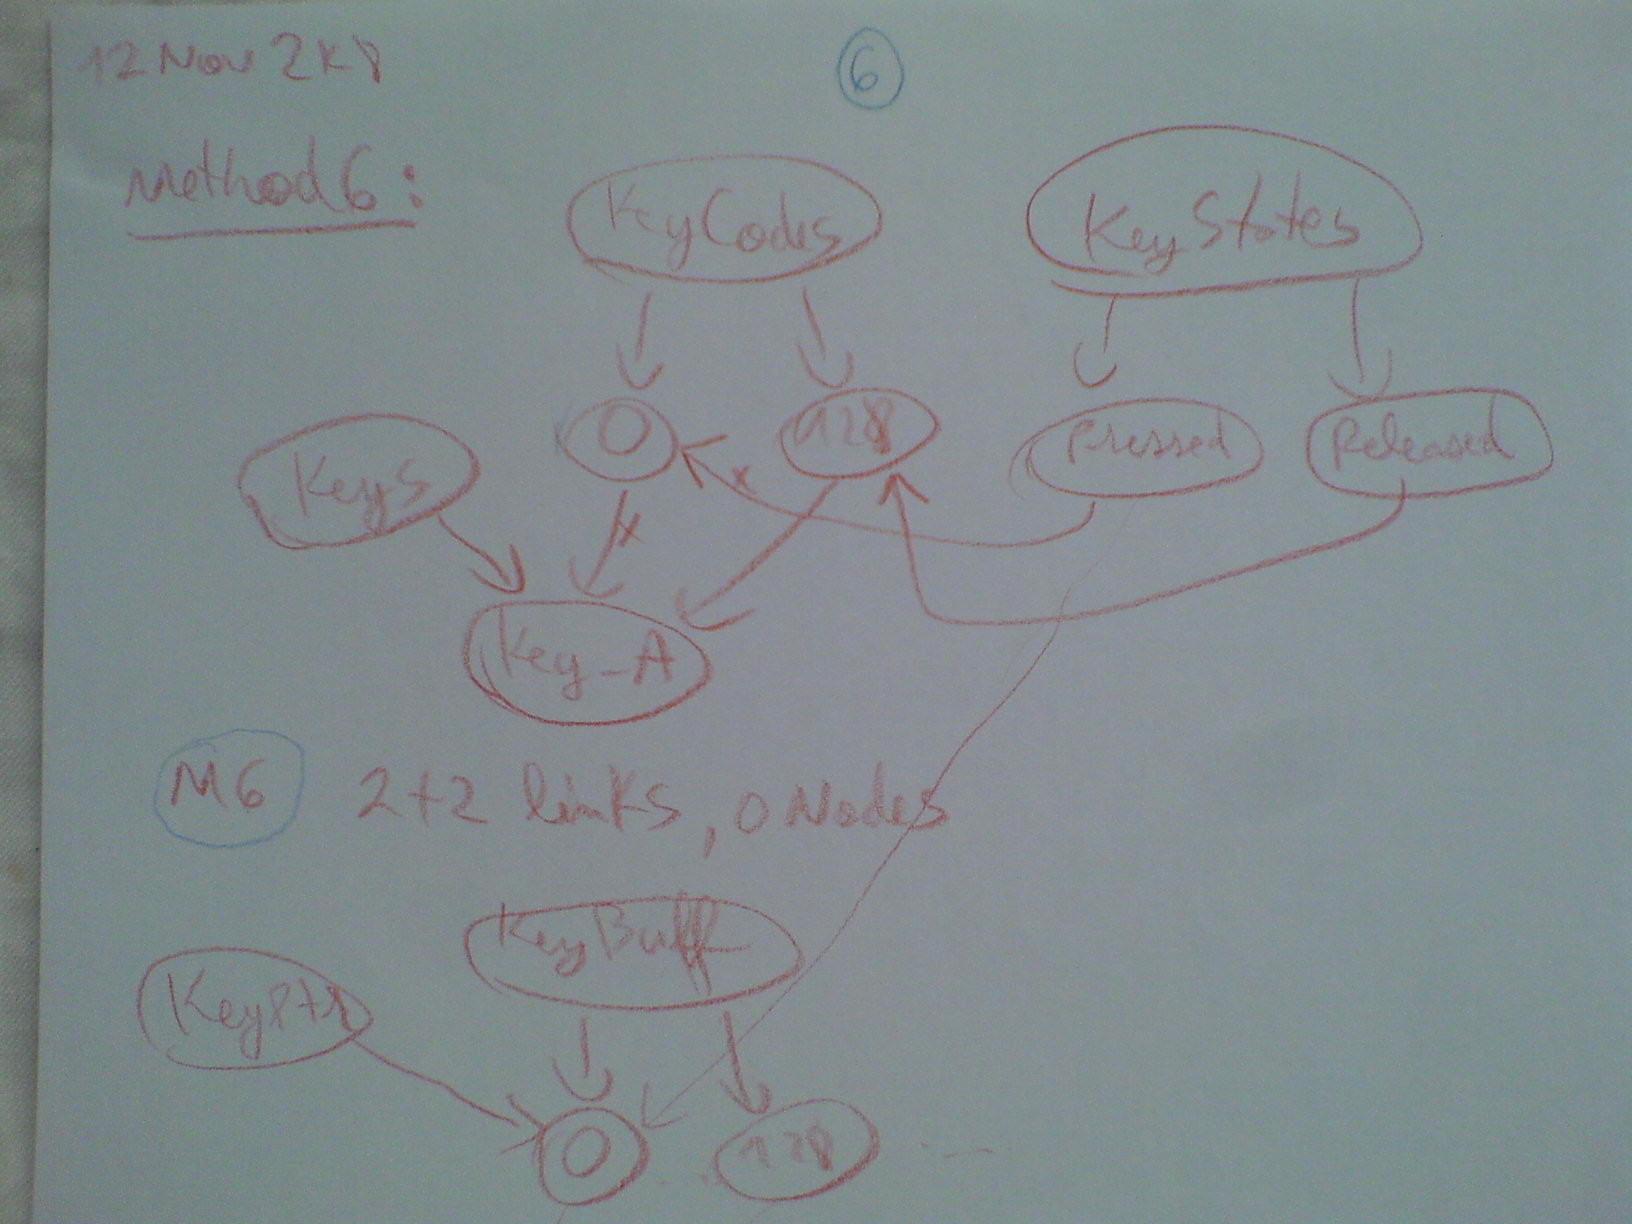 12 Nov 2K8
6
Method 6:
KeyCodes
KeyStates
0
128
Pressed
Released
Keys
x
x
Key_A
M6
2+2 links, 0 Nodes
KeyBuff
KeyPtr
0
..
128
...